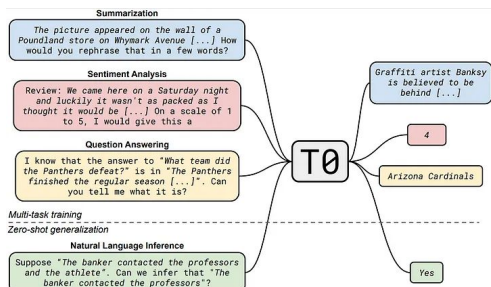 Summarization
The picture appeared on the wall of a
Poundland store on Whymark Avenue [...] How
would you rephrase that in a few words?
Sentiment Analysis
Review: We came here on a Saturday night
and luckily it wasn't as packed as I
thought it would be [...] On a scale of 1
to 5, I would give this a
Question Answering
I know that the answer to "What team did
the Panthers defeat?" is in "The Panthers
finished the regular season [...]". Can
you tell me what it is?
Multi-task training
Zero-shot generalization
Natural Language Inference
Suppose "The banker contacted the professors
and the athlete". Can we infer that "The
banker contacted the professors"?
T0
Graffiti artist Banksy
is believed to be
behind [...]
4
Arizona Cardinals
Yes